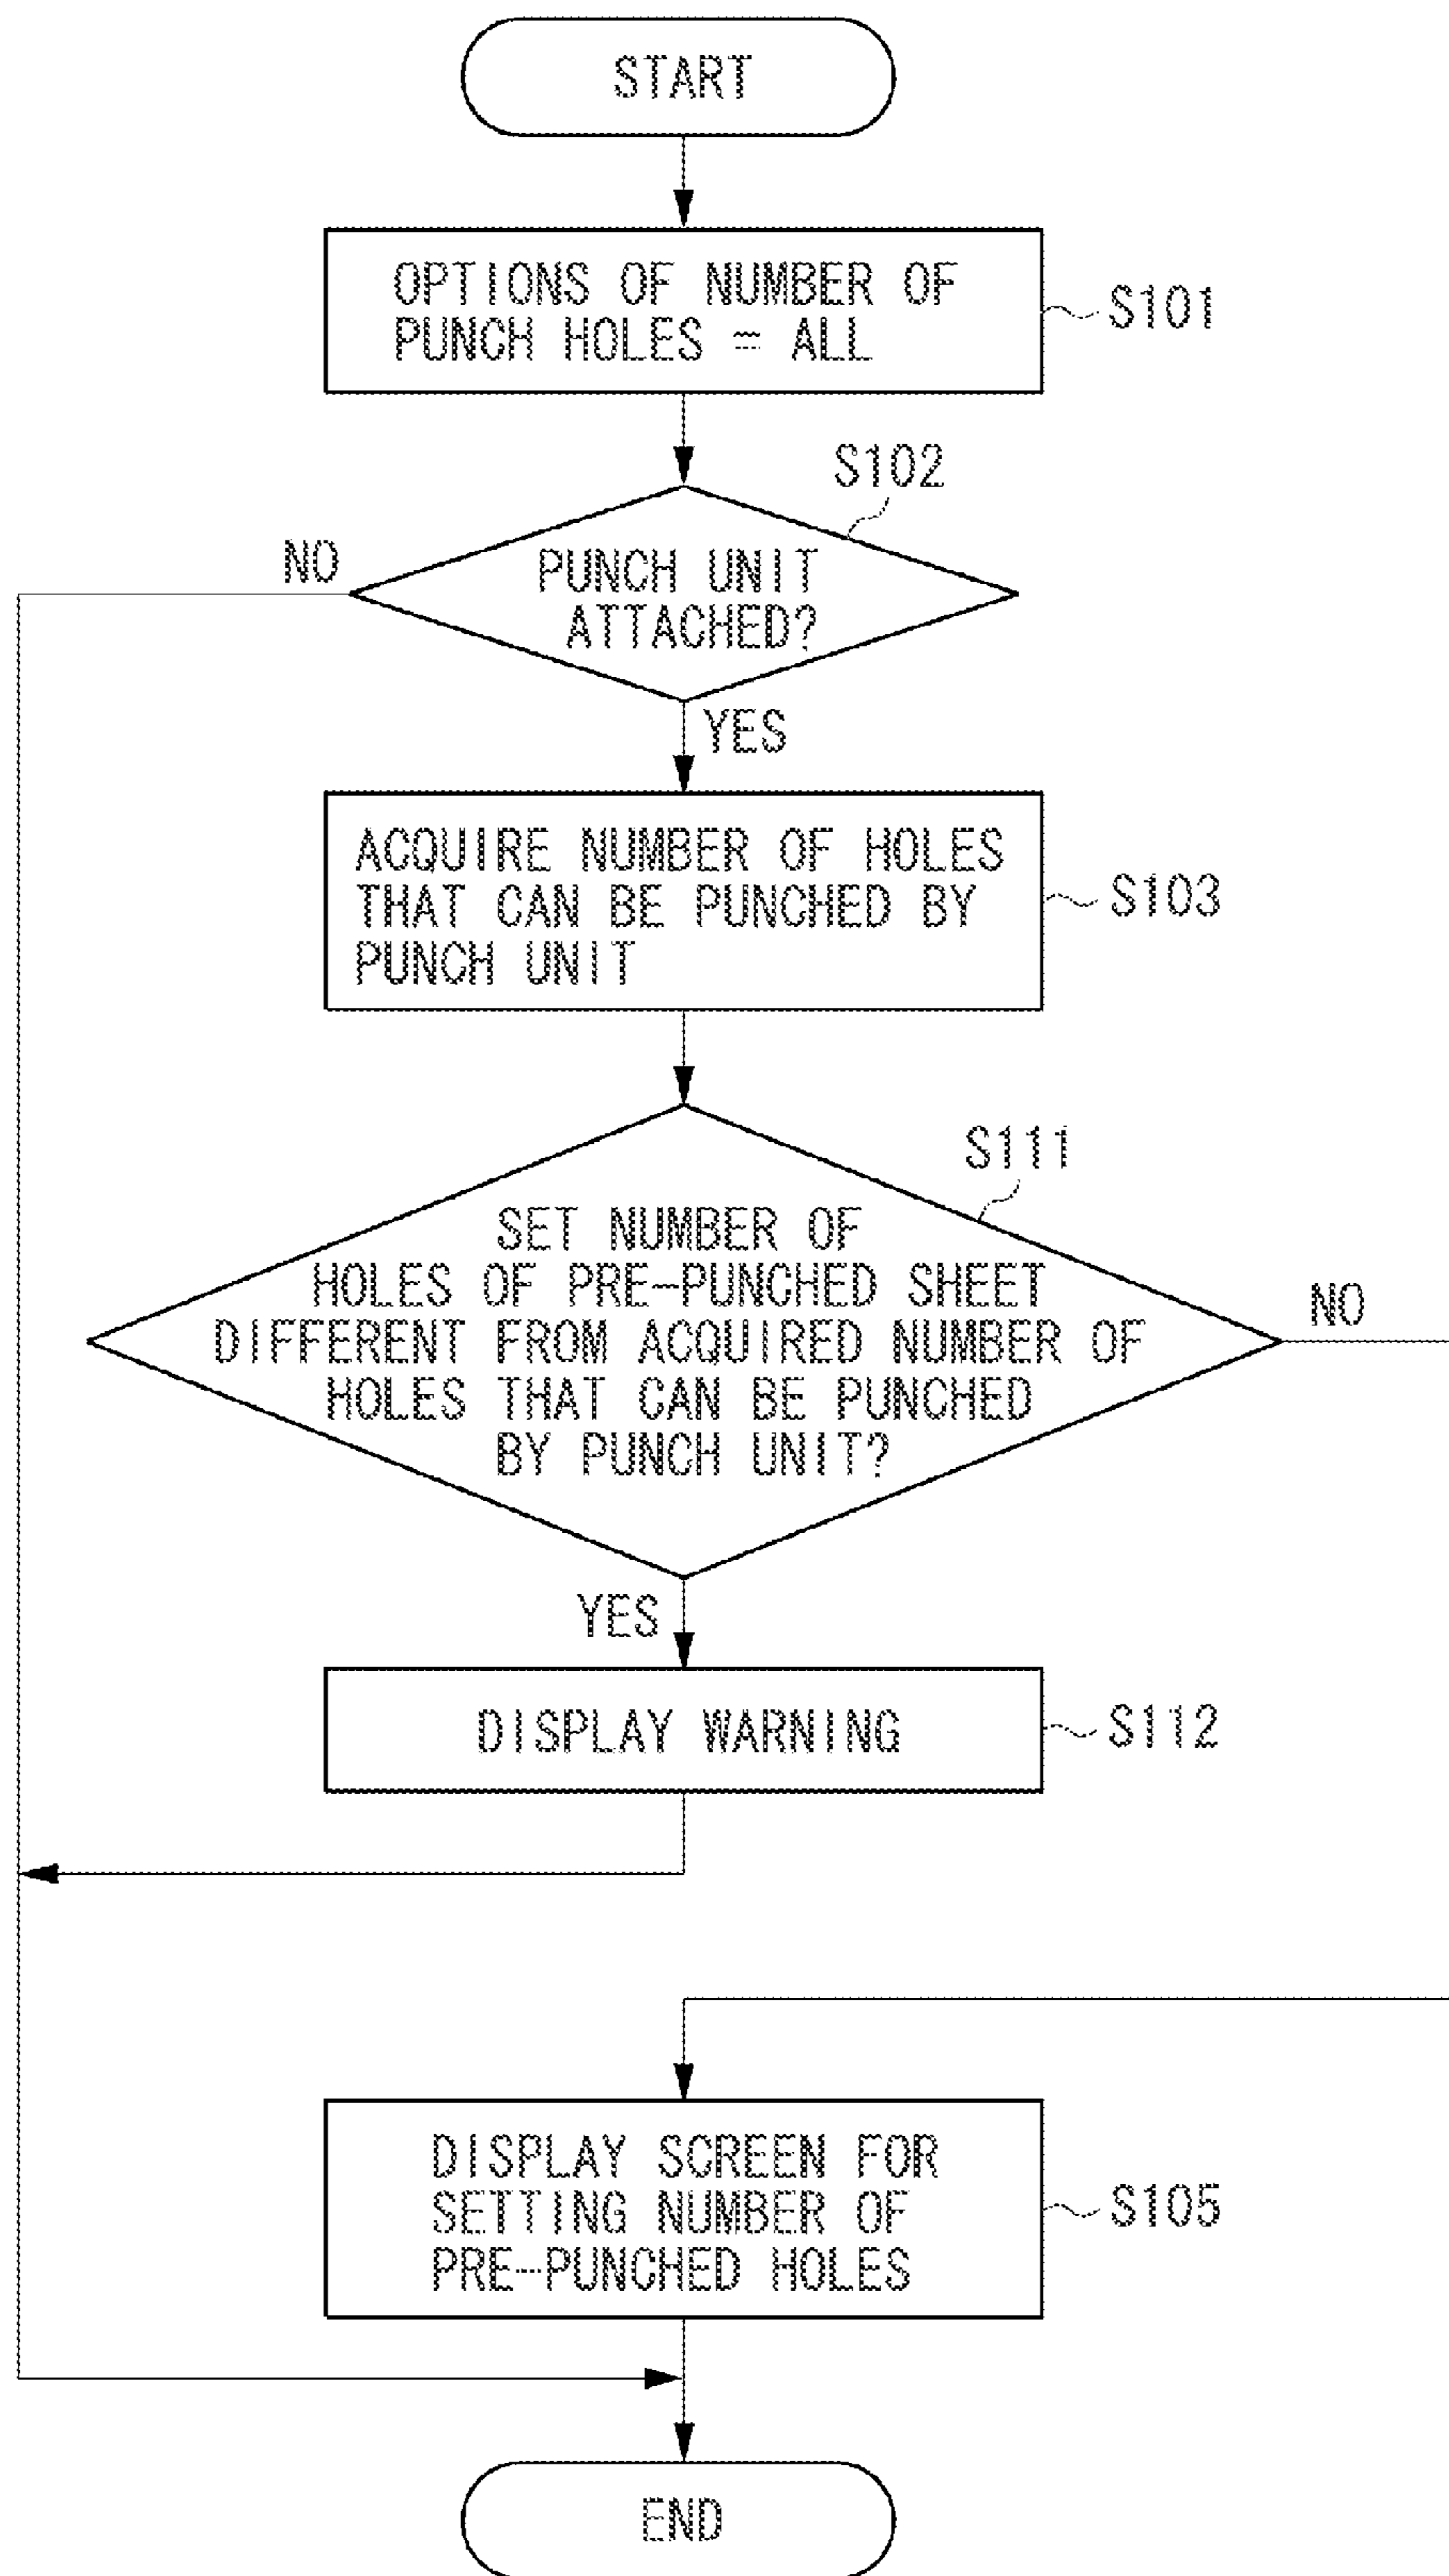 START
OPTIONS OF NUMBER OF
PUNCH HOLES = ALL
S101
S102
NO
PUNCH UNIT
ATTACHED?
YES
ACQUIRE NUMBER OF HOLES
THAT CAN BE PUNCHED BY
PUNCH UNIT
S103
S111
SET NUMBER OF
HOLES OF PRE-PUNCHED SHEET
DIFFERENT FROM ACQUIRED NUMBER OF
HOLES THAT CAN BE PUNCHED
BY PUNCH UNIT?
NO
YES
DISPLAY WARNING
S112
DISPLAY SCREEN FOR
SETTING NUMBER OF
PRE-PUNCHED HOLES
S105
END